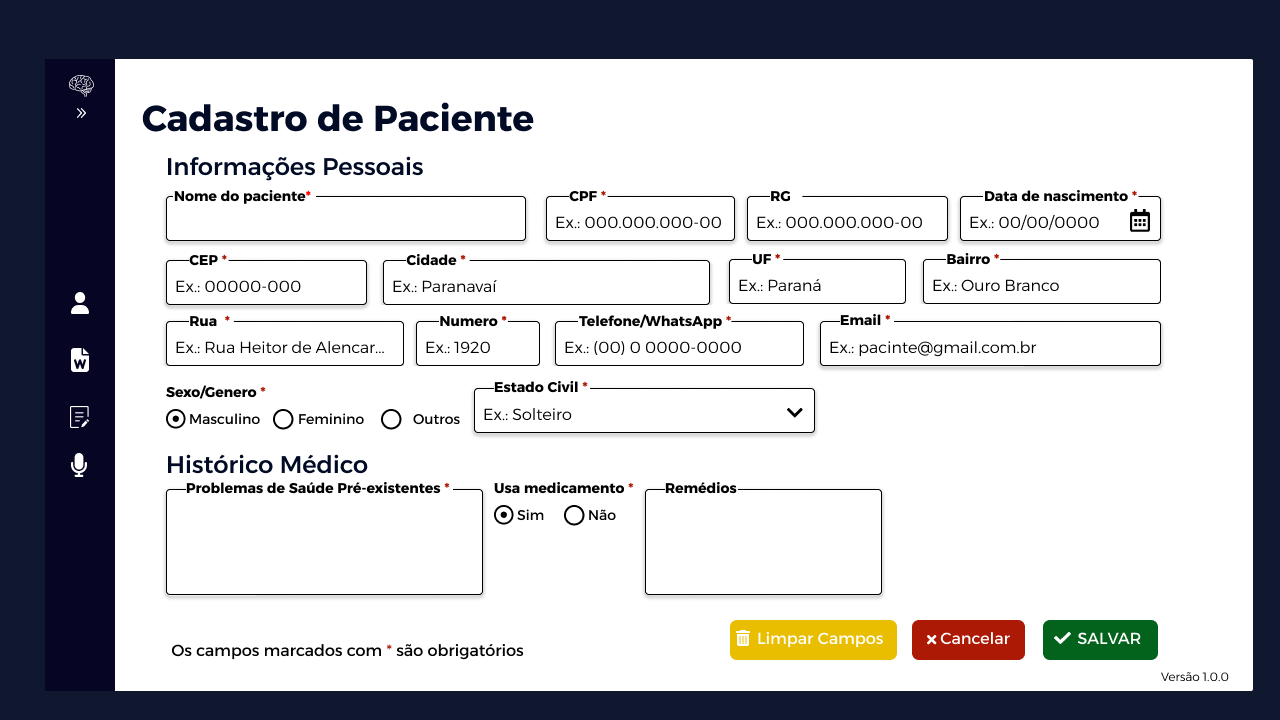 Cadastro de Paciente
Informações Pessoais
Nome do paciente* CPF * RG Data de nascimento *
Ex.: 000.000.000-00 Ex.: 000.000.000-00 Ex.: 00/00/0000
CEP * Cidade * UF * Bairro *
Ex.: 00000-000 Ex.: Paranavaí Ex.: Paraná Ex.: Ouro Branco
Rua * Numero * Telefone/WhatsApp * Email *
Ex.: Rua Heitor de Alencar... Ex.: 1920 Ex.: (00) 0 0000-0000 Ex.: pacinte@gmail.com.br
Sexo/Genero * Estado Civil *
Masculino Feminino Outros Ex.: Solteiro
Histórico Médico
Problemas de Saúde Pré-existentes * Usa medicamento * Remédios
Sim Não
Limpar Campos Cancelar SALVAR
Os campos marcados com * são obrigatórios
Versão 1.0.0